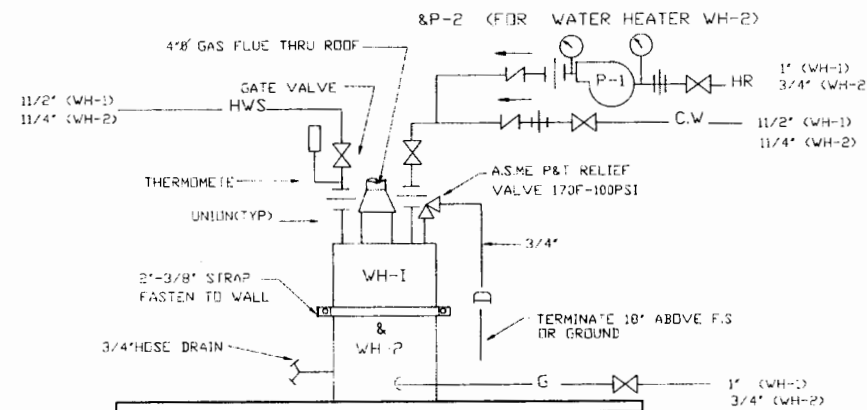 &P-2 (FOR WATER HEATER WH-2)
4"Ø GAS FLUE THRU ROOF
GATE VALVE
11/2" (WH-1)
11/4" (WH-2)
HWS
P-1
HR
1" (WH-1)
3/4" (WH-2
C.W
11/2" (WH-1)
11/4" (WH-2)
THERMOMETE
A.S.ME P&T RELIEF
VALVE 170F-100PSI
UNION(TYP)
3/4"
WH-1
2"-3/8" STRAP
FASTEN TO WALL
&
WH-2
TERMINATE 18" ABOVE F.S
OR GROUND
3/4"HOSE DRAIN
G
1" (WH-1)
3/4" (WH-2)